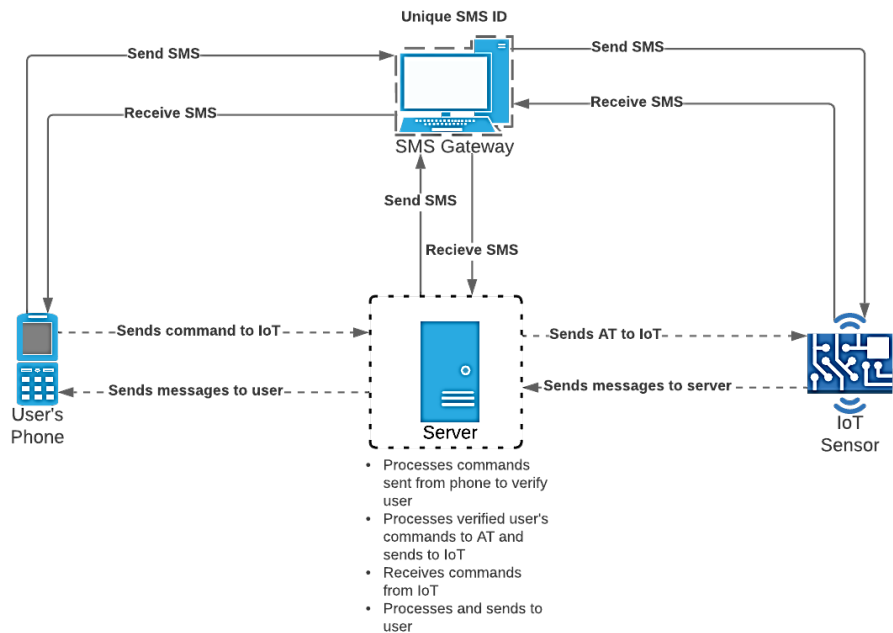 Unique SMS ID
Send SMS
Send SMS
Receive SMS
Receive SMS
SMS Gateway
Send SMS
Recieve SMS
Sends command to IoT
Sends AT to IoT
Sends messages to user
Sends messages to server
User's
Phone
Server
IoT
Sensor
• Processes commands
sent from phone to verify
user
• Processes verified user's
commands to AT and
sends to IoT
• Receives commands
from IoT
• Processes and sends to
user